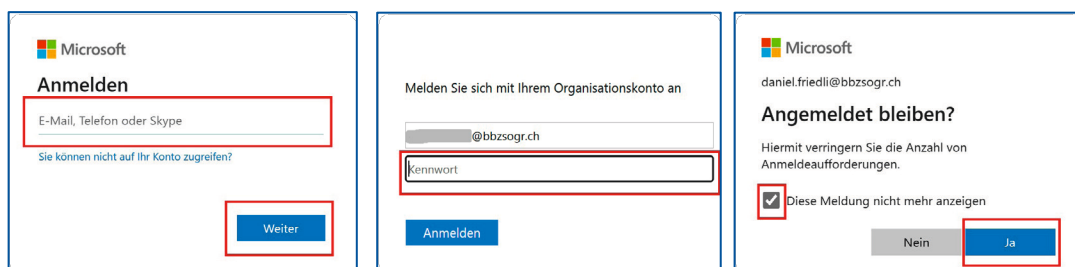 Microsoft
Anmelden
E-Mail, Telefon oder Skype
Sie können nicht auf Ihr Konto zugreifen?
Weiter
Melden Sie sich mit Ihrem Organisationskonto an
@bbzsogr.ch
Kennwort
Anmelden
Microsoft
daniel.friedli@bbzsogr.ch
Angemeldet bleiben?
Hiermit verringern Sie die Anzahl von
Anmeldeaufforderungen.
Diese Meldung nicht mehr anzeigen
Nein
Ja